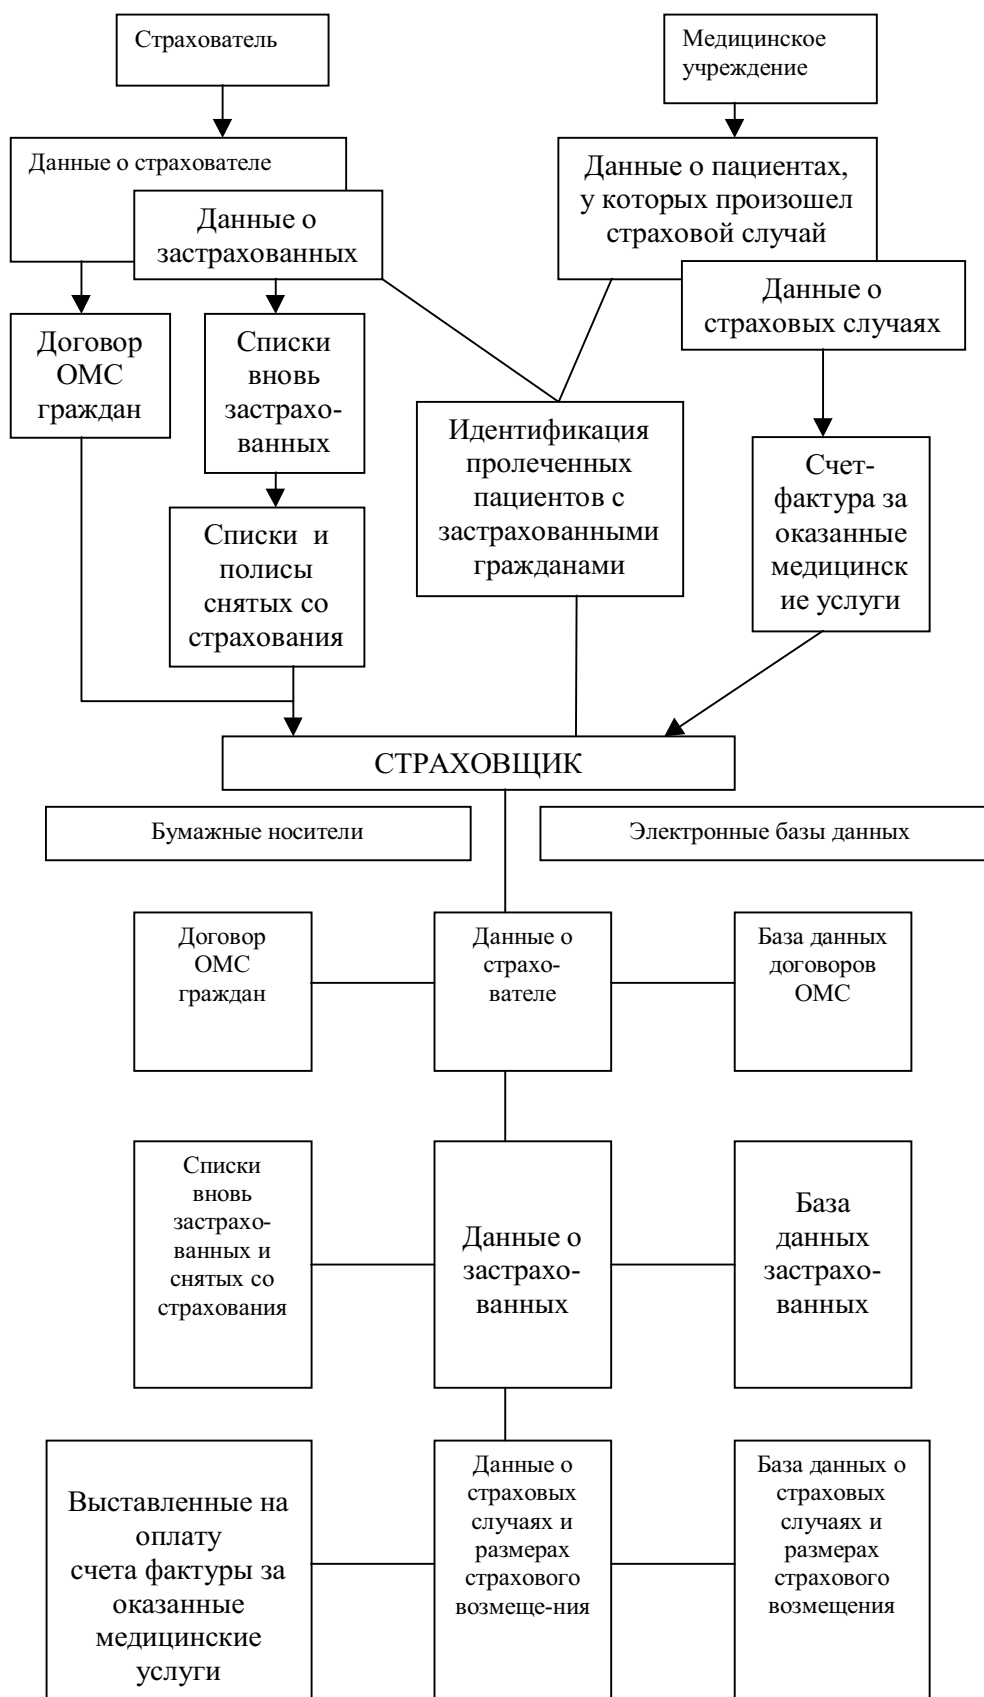 Страхователь
Медицинское
учреждение
Данные о страхователе
Данные о
застрахованных
Данные о пациентах,
у которых произошел
страховой случай
Данные о
страховых случаях
Договор
ОМС
граждан
Списки
вновь
застрахо-
ванных
Идентификация
пролеченных
пациентов с
застрахованными
гражданами
Счет-
фактура за
оказанные
медицинск
ие услуги
Списки и
полисы
снятых со
страхования
СТРАХОВЩИК
Бумажные носители
Электронные базы данных
Договор
ОМС
граждан
Данные о
страхо-
вателе
База данных
договоров
ОМС
Списки
вновь
застрахо-
ванных и
снятых со
страхования
Данные о
застрахо-
ванных
База
данных
застрахо-
ванных
Выставленные на
оплату
счета фактуры за
оказанные
медицинские
услуги
Данные о
страховых
случаях и
размерах
страхового
возмеще-ния
База данных о
страховых
случаях и
размерах
страхового
возмещения